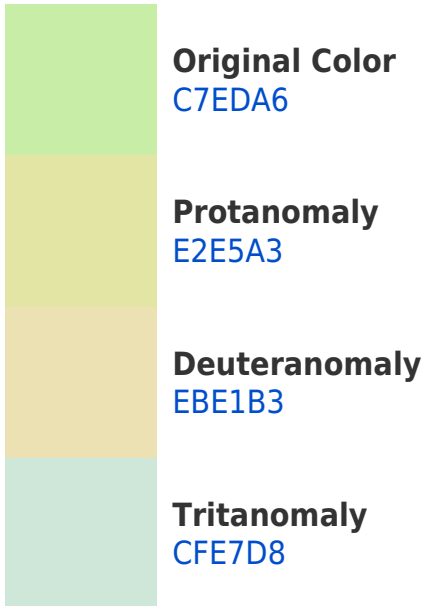 Original Color
C7EDA6
Protanomaly
E2E5A3
Deuteranomaly
EBE1B3
Tritanomaly
CFE7D8